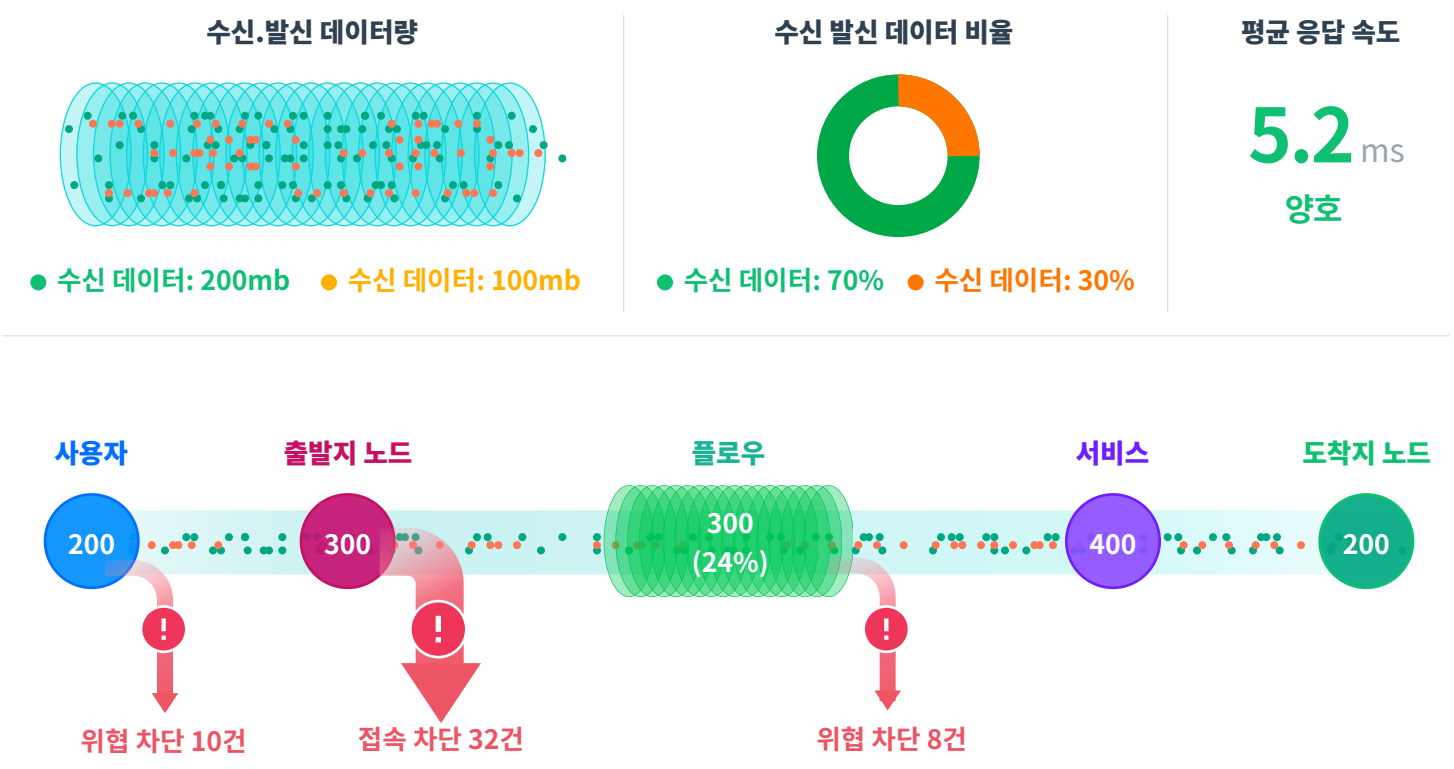 수신.발신 데이터량
수신 데이터: 200mb
수신 데이터: 100mb
수신 발신 데이터 비율
수신 데이터: 70%
수신 데이터: 30%
평균 응답 속도
5.2 ms
양호
사용자
출발지 노드
플로우
서비스
도착지 노드
200
!
위협 차단 10건
300
!
접속 차단 32건
300
(24%)
!
위협 차단 8건
400
200